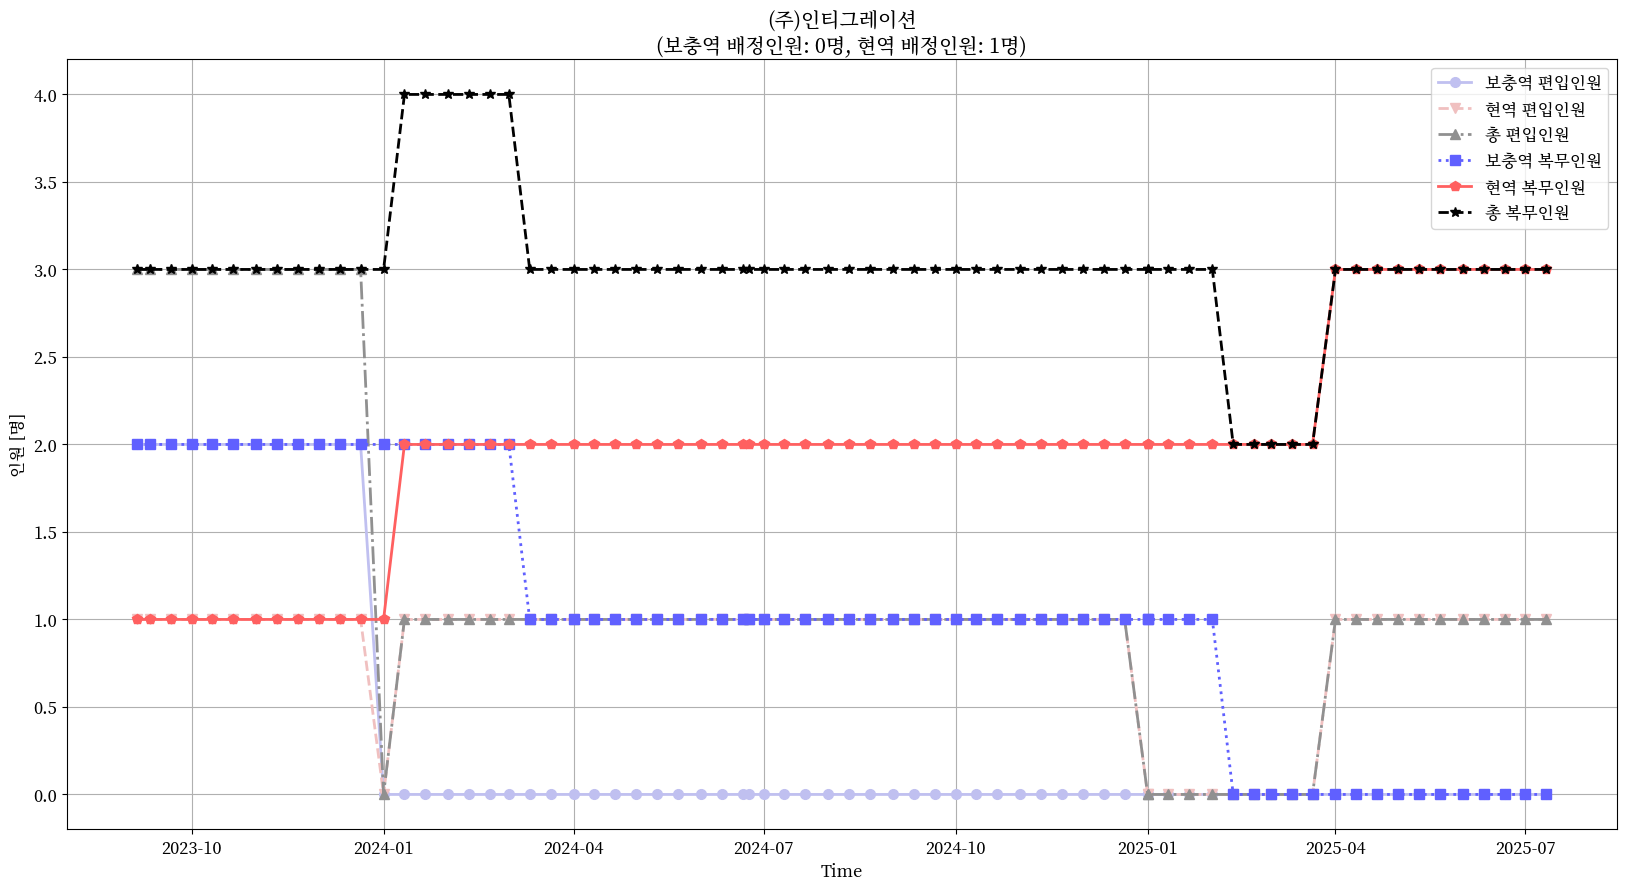 (주)인티그레이션
(보충역 배정인원: 0명, 현역 배정인원: 1명)
보충역 편입인원
현역 편입인원
총 편입인원
보충역 복무인원
현역 복무인원
총 복무인원
인원 [명]
4.0
3.5
3.0
2.5
2.0
1.5
1.0
0.5
0.0
2023-10
2024-01
2024-04
2024-07
2024-10
2025-01
2025-04
2025-07
Time